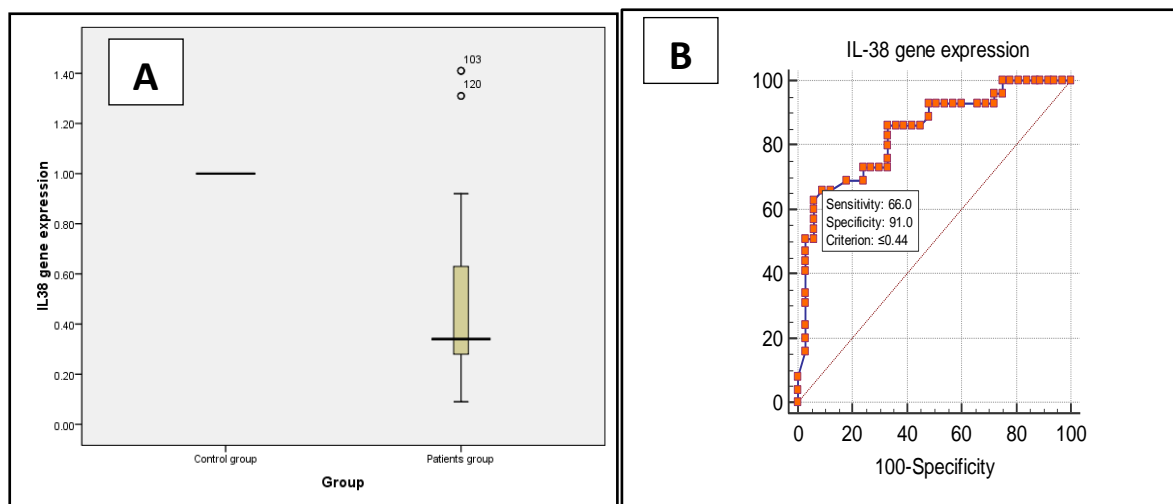 A
103
120
1.40
1.20
1.00
0.80
0.60
0.40
0.20
0.00
IL38 gene expression
Control group
Patients group
Group
B
IL-38 gene expression
100
80
60
40
20
0
Sensitivity: 66.0
Specificity: 91.0
Criterion: ≤0.44
0 20 40 60 80 100
100-Specificity